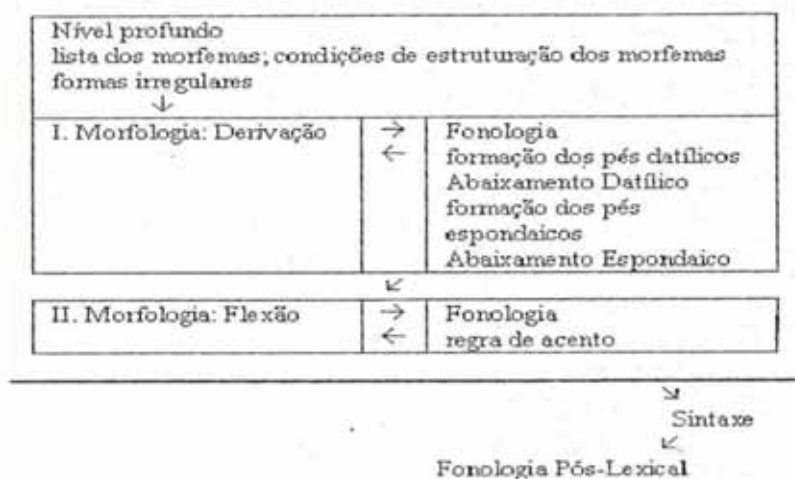 Nível profundo
lista dos morfemas; condições de estruturação dos morfemas
formas irregulares
↓
I. Morfologia: Derivação → Fonologia
← formação dos pés datílicos
Abaixamento Datílico
formação dos pés
espondaicos
Abaixamento Espondaico
↙
II. Morfologia: Flexão → Fonologia
← regra de acento
↘
Sintaxe
↙
Fonologia Pós-Lexical